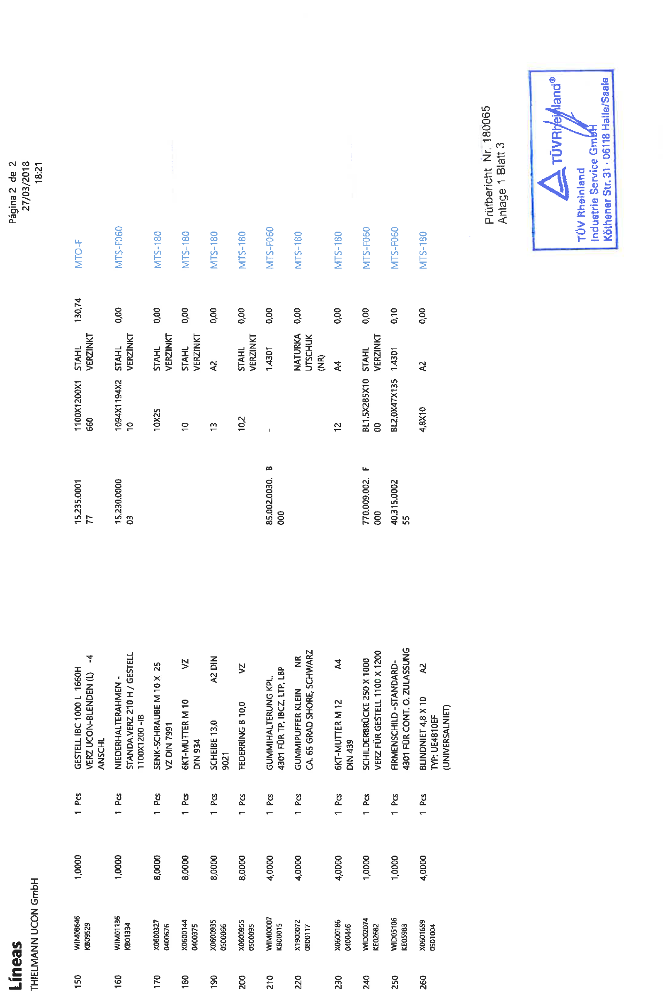 Líneas
THIELMANN UCON GmbH
Página 2 de 2
27/03/2018
18:21
150 WIM08646 1,0000 1 Pcs GESTELL IBC 1000 L 1660H 15.235.0001 1100X1200X1 STAHL 130,74 MTO-F
KB09529 VERZ UCON-BLENDEN (L) -4 77 660 VERZINKT
ANSCHL
160 WIM01136 1,0000 1 Pcs NIEDERHALTERAHMEN - 15.230.0000 1094X1194X2 STAHL 0,00 MTS-F060
KB01334 STANDA.VERZ 210 H / GESTELL 03 10 VERZINKT
1100X1200 -IB
170 X0600327 8,0000 1 Pcs SENK-SCHRAUBE M 10 X 25 10X25 STAHL 0,00 MTS-180
0400676 VZ DIN 7991 VERZINKT
180 X0600144 8,0000 1 Pcs 6KT-MUTTER M 10 VZ 10 STAHL 0,00 MTS-180
0400375 DIN 934 VERZINKT
190 X0600935 8,0000 1 Pcs SCHEIBE 13,0 A2 DIN 13 A2 0,00 MTS-180
0500066 9021
200 X0600955 8,0000 1 Pcs FEDERRING B 10,0 VZ 10,2 STAHL 0,00 MTS-180
0500095 VERZINKT
210 WIM00007 4,0000 1 Pcs GUMMIHALTERUNG KPL. 85.002.0030. B - 1.4301 0,00 MTS-F060
KB00015 4301 FÜR TP, IBCZ, LTP, LBP 000
220 X1900072 4,0000 1 Pcs GUMMIPUFFER KLEIN NR NATURKA 0,00 MTS-180
0800117 CA. 65 GRAD SHORE, SCHWARZ UTSCHUK
(NR)
230 X0600186 4,0000 1 Pcs 6KT-MUTTER M 12 A4 12 A4 0,00 MTS-180
0400446 DIN 439
240 WID02074 1,0000 1 Pcs SCHILDERBRÜCKE 250 X 1000 770.009.002. F BL1,5X285X10 STAHL 0,00 MTS-F060
KE02682 VERZ FÜR GESTELL 1100 X 1200 000 00 VERZINKT
250 WID05106 1,0000 1 Pcs FIRMENSCHILD -STANDARD- 40.315.0002 BL2,0X47X135 1.4301 0,10 MTS-F060
KE05983 4301 FÜR CONT. O. ZULASSUNG 55
260 X0601659 4,0000 1 Pcs BLINDNIET 4,8 X 10 A2 4,8X10 A2 0,00 MTS-180
0501004 TYP: UE4810EF
(UNIVERSALNIET)
Prüfbericht Nr. 180065
Anlage 1 Blatt 3
TÜVRheinland®
TÜV Rheinland
Industrie Service GmbH
Köthener Str. 31 · 06118 Halle/Saale